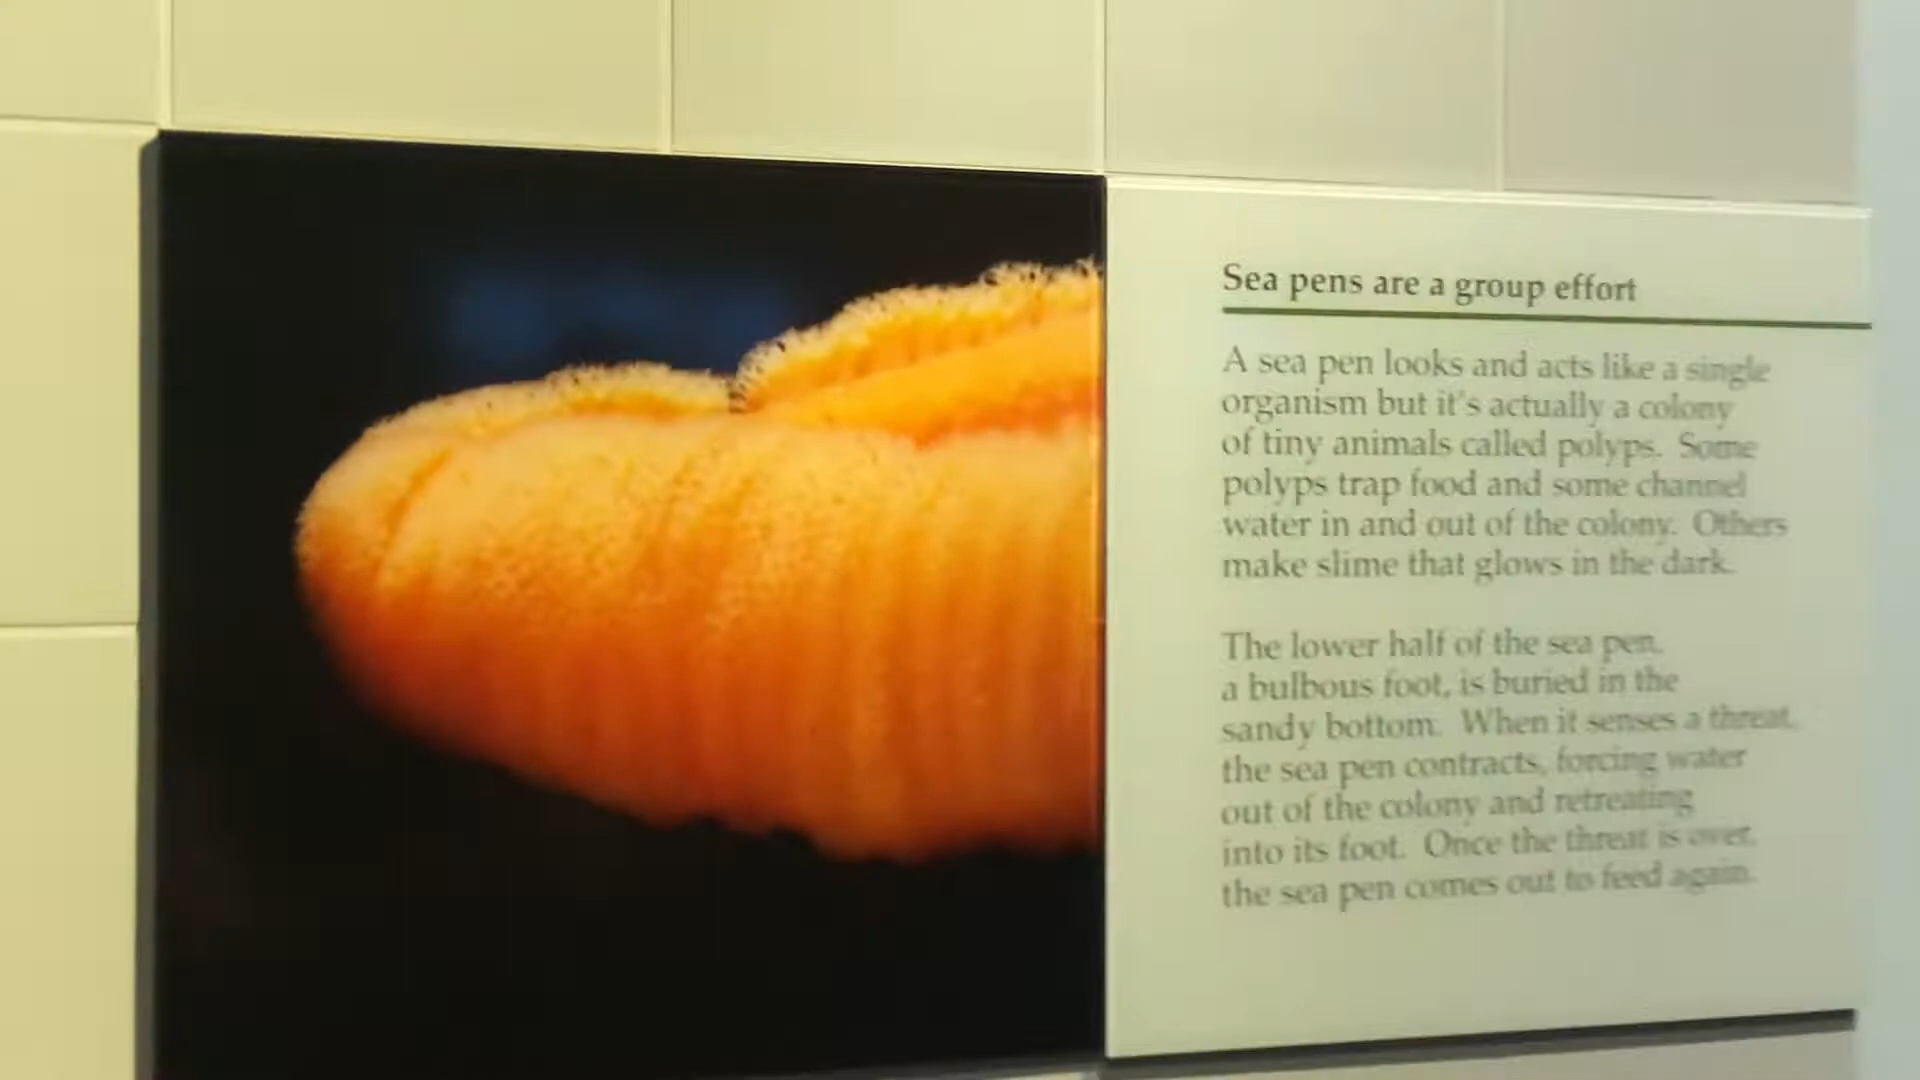 Sea pens are a group effort
A sea pen looks and acts like a single
organism but it's actually a colony
of tiny animals called polyps. Some
polyps trap food and some channel
water in and out of the colony. Others
make slime that glows in the dark.
The lower half of the sea pen,
a bulbous foot, is buried in the
sandy bottom. When it senses a threat,
the sea pen contracts, forcing water
out of the colony and retreating
into its foot. Once the threat is over,
the sea pen comes out to feed again.